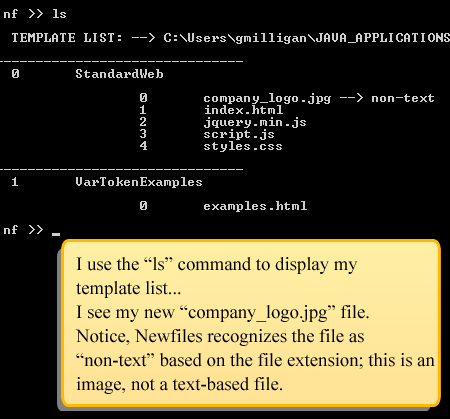 nf >> ls
TEMPLATE LIST: --> C:\Users\gmilligan\JAVA_APPLICATIONS
0 StandardWeb
0 company_logo.jpg --> non-text
1 index.html
2 jquery.min.js
3 script.js
4 styles.css
1 VarTokenExamples
0 examples.html
nf >> _
I use the “ls” command to display my
template list...
I see my new “company_logo.jpg” file.
Notice, Newfiles recognizes the file as
“non-text” based on the file extension; this is an
image, not a text-based file.